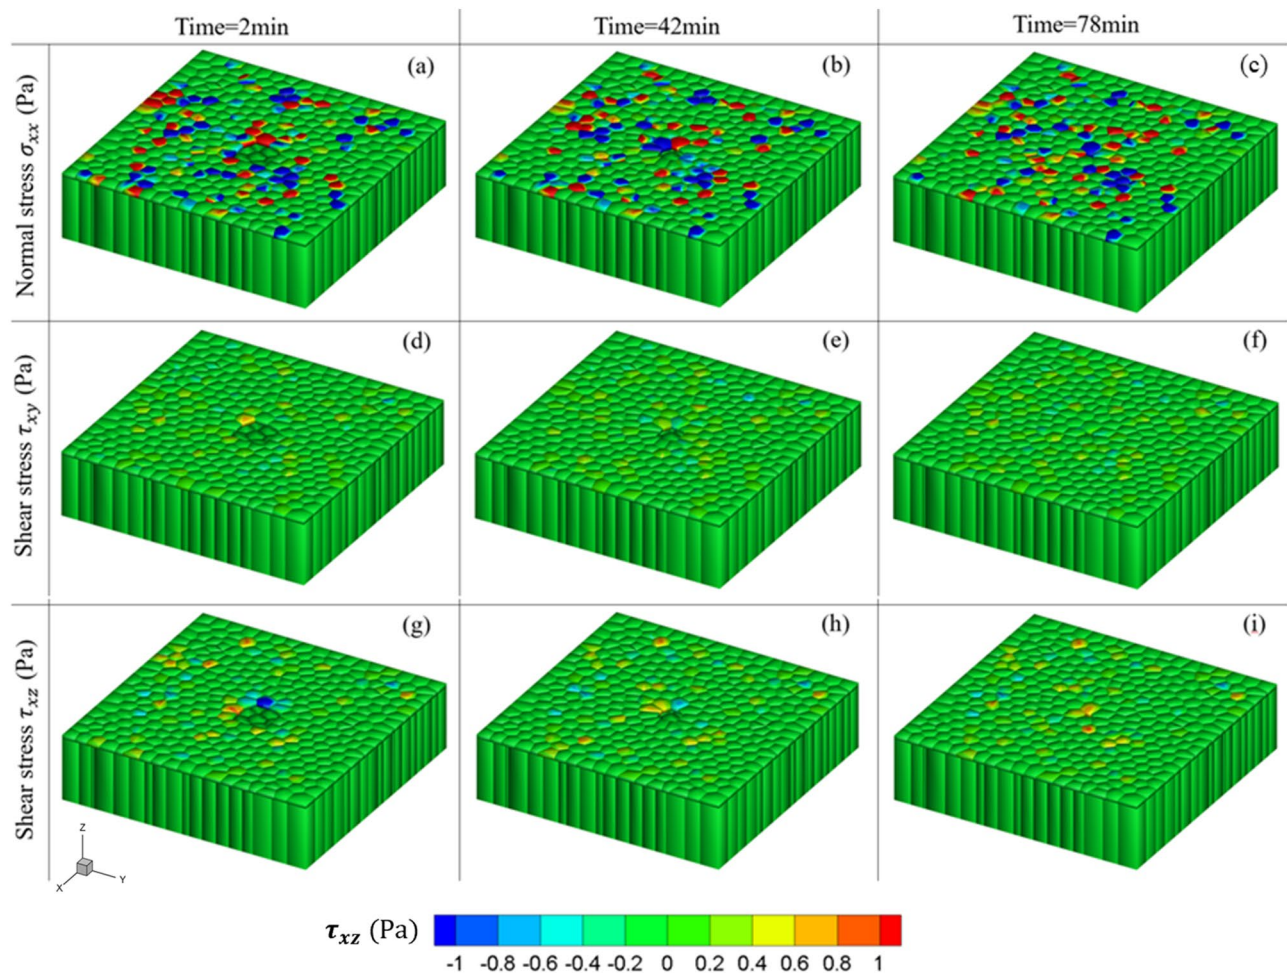 Time=2min Time=42min Time=78min
Normal stress σxx (Pa)
(a) (b) (c)
Shear stress τxy (Pa)
(d) (e) (f)
Shear stress τxz (Pa)
(g) (h) (i)
Z
X Y
τxz (Pa)
-1 -0.8 -0.6 -0.4 -0.2 0 0.2 0.4 0.6 0.8 1